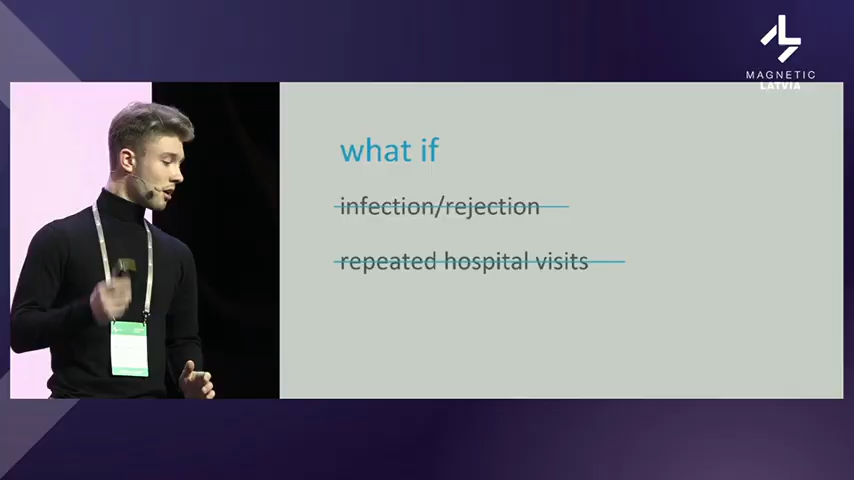 MAGNETIC
LATVIA
what if
infection/rejection
repeated hospital visits